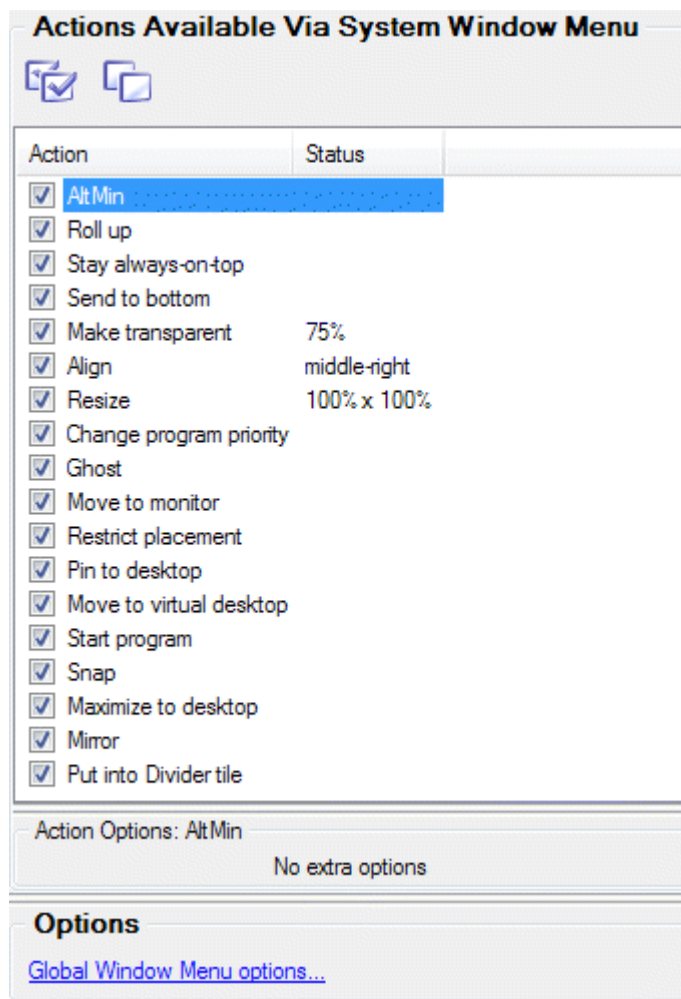 Actions Available Via System Window Menu
Action Status
AltMin
Roll up
Stay always-on-top
Send to bottom
Make transparent 75%
Align middle-right
Resize 100% x 100%
Change program priority
Ghost
Move to monitor
Restrict placement
Pin to desktop
Move to virtual desktop
Start program
Snap
Maximize to desktop
Mirror
Put into Divider tile
Action Options: AltMin
No extra options
Options
Global Window Menu options...